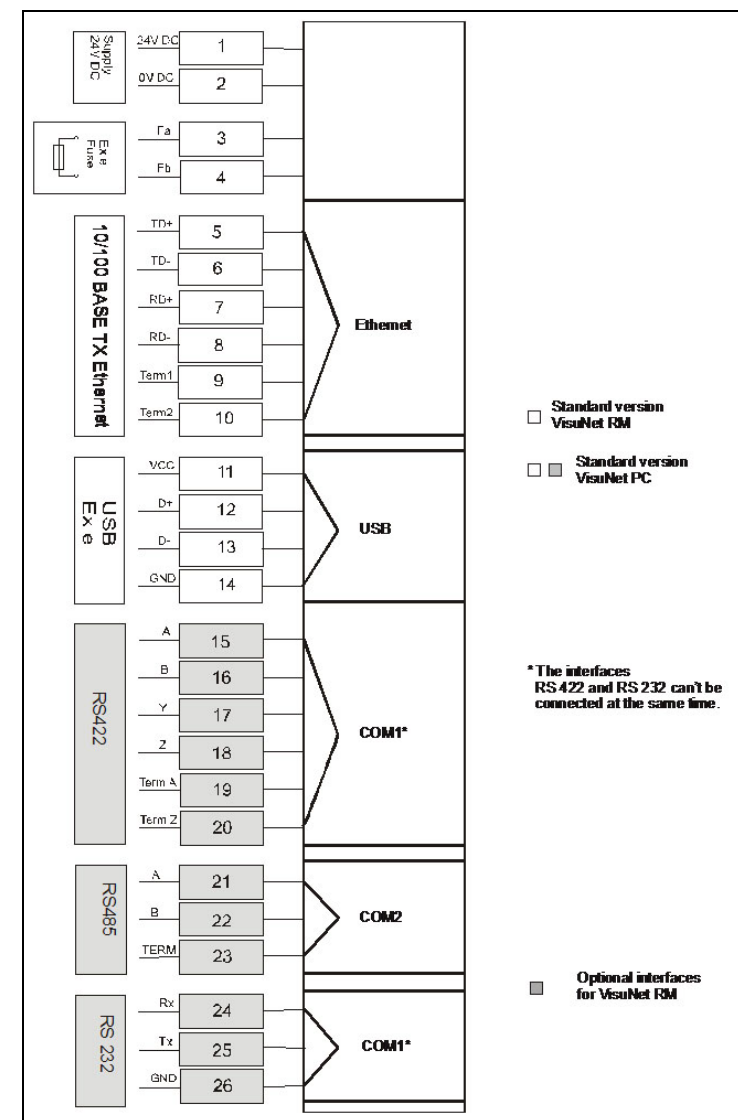 Supply
24V DC
24V DC
1
0V DC
2
Exe
Fuse
Fa
3
Fb
4
10/100 BASE TX Ethernet
TD+
5
TD-
6
RD+
7
RD-
8
Term1
9
Term2
10
Ethernet
USB
Exe
VCC
11
D+
12
D-
13
GND
14
USB
RS422
A
15
B
16
Y
17
Z
18
Term A
19
Term Z
20
COM1*
RS485
A
21
B
22
TERM
23
COM2
RS 232
Rx
24
Tx
25
GND
26
COM1*
Standard version
VisuNet RM
Standard version
VisuNet PC
* The interfaces
RS 422 and RS 232 can't be
connected at the same time.
Optional interfaces
for VisuNet RM